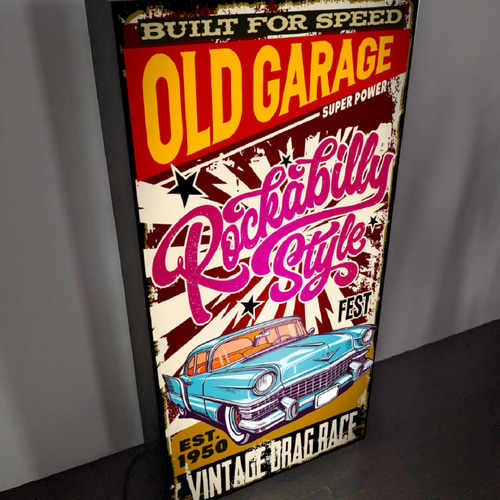 BUILT FOR SPEED
OLD GARAGE
SUPER POWER
Rockabilly
Style
FEST.
EST.
1950
VINTAGE DRAG RACE